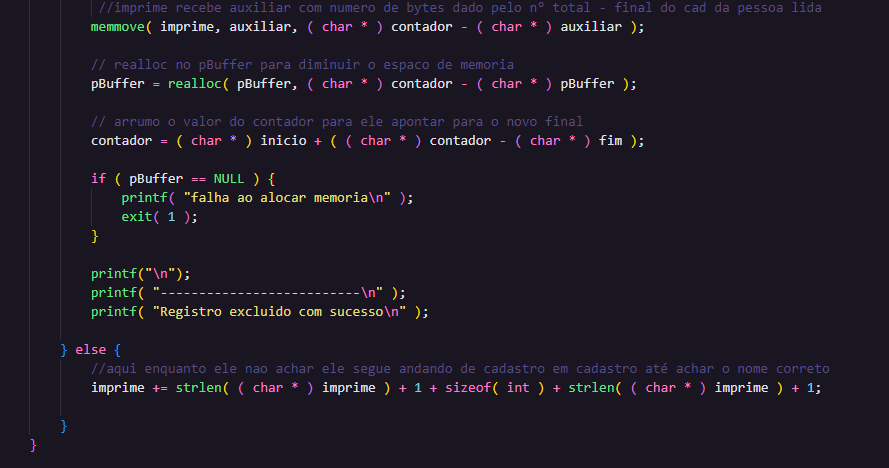 //imprime recebe auxiliar com numero de bytes dado pelo nº total - final do cad da pessoa lida
memmove( imprime, auxiliar, ( char * ) contador - ( char * ) auxiliar );
// realloc no pBuffer para diminuir o espaco de memoria
pBuffer = realloc( pBuffer, ( char * ) contador - ( char * ) pBuffer );
// arrumo o valor do contador para ele apontar para o novo final
contador = ( char * ) inicio + ( ( char * ) contador - ( char * ) fim );
if ( pBuffer == NULL ) {
printf( "falha ao alocar memoria\n" );
exit( 1 );
}
printf("\n");
printf( "--------------------------\n" );
printf( "Registro excluido com sucesso\n" );
} else {
//aqui enquanto ele nao achar ele segue andando de cadastro em cadastro até achar o nome correto
imprime += strlen( ( char * ) imprime ) + 1 + sizeof( int ) + strlen( ( char * ) imprime ) + 1;
}
}